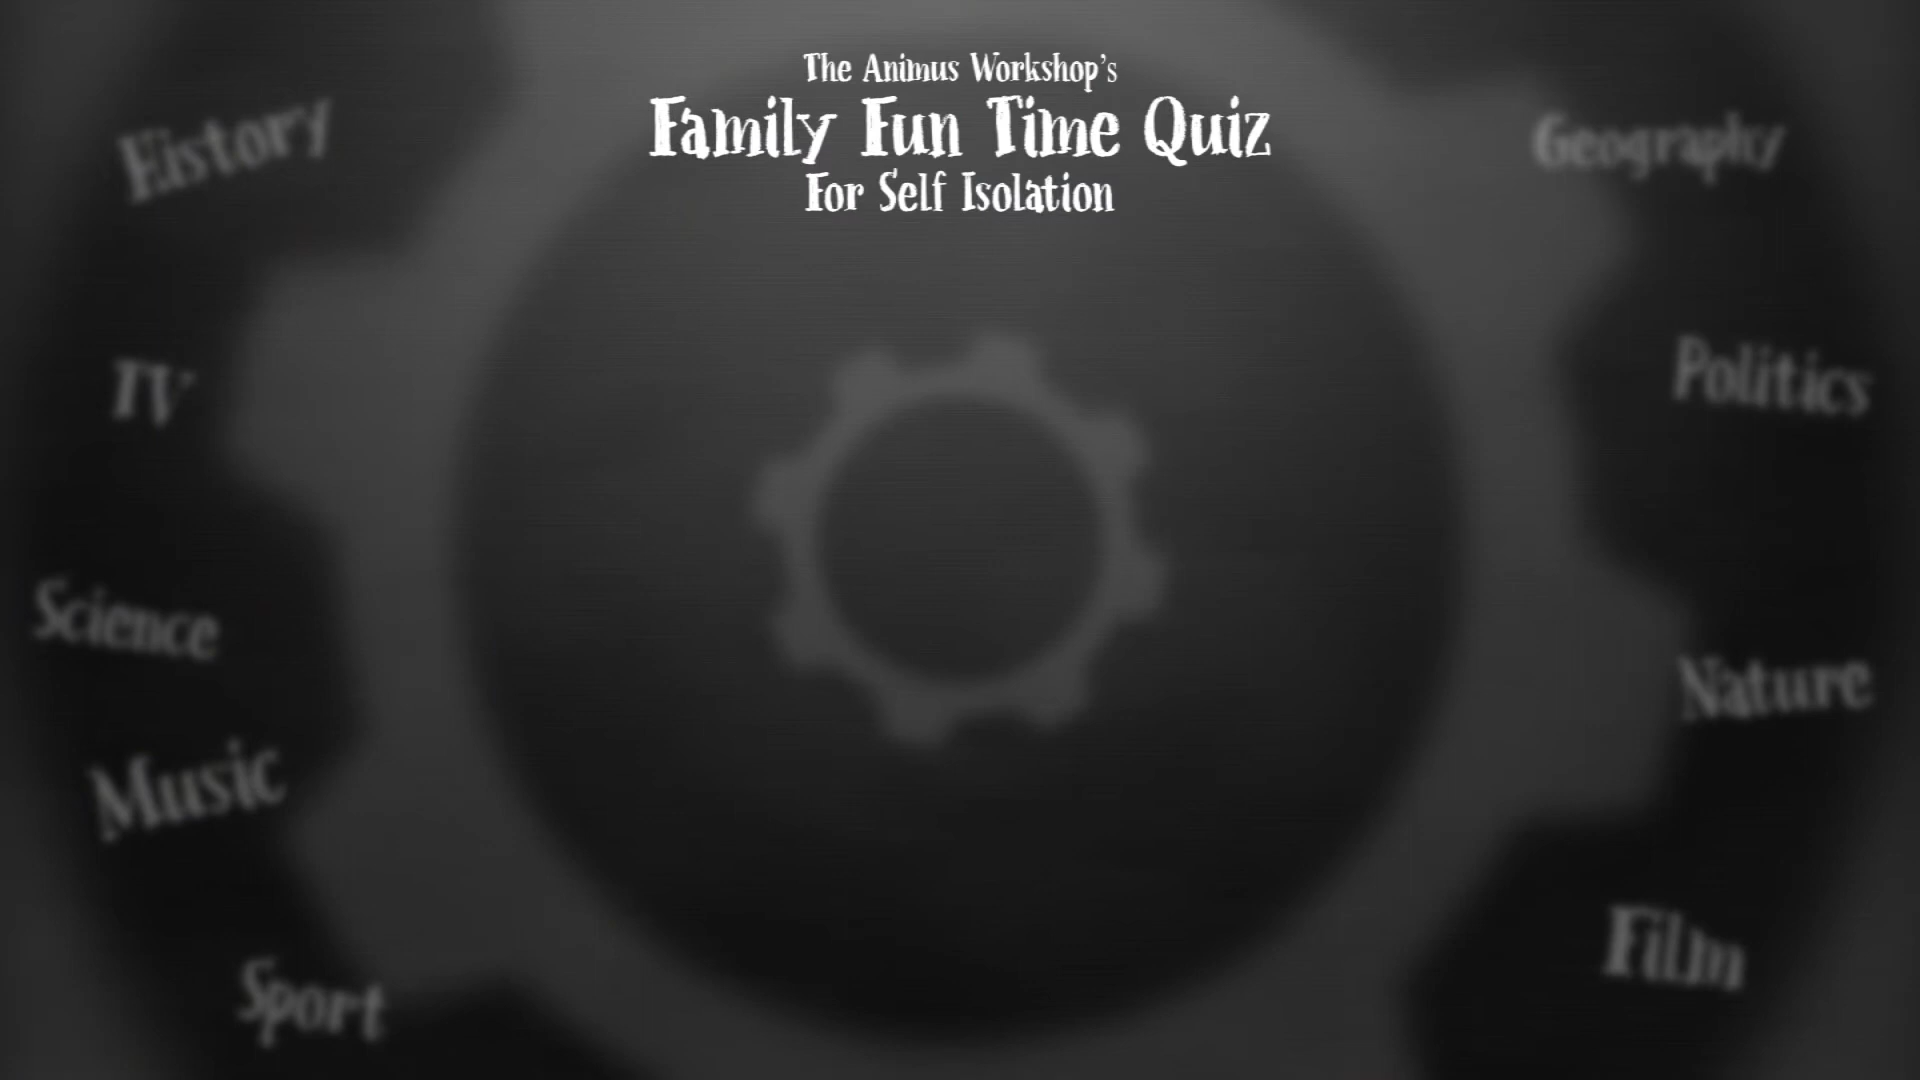 The Animus Workshop's
Family Fun Time Quiz
For Self Isolation
History
Geography
TV
Politics
Science
Nature
Music
Film
Sport